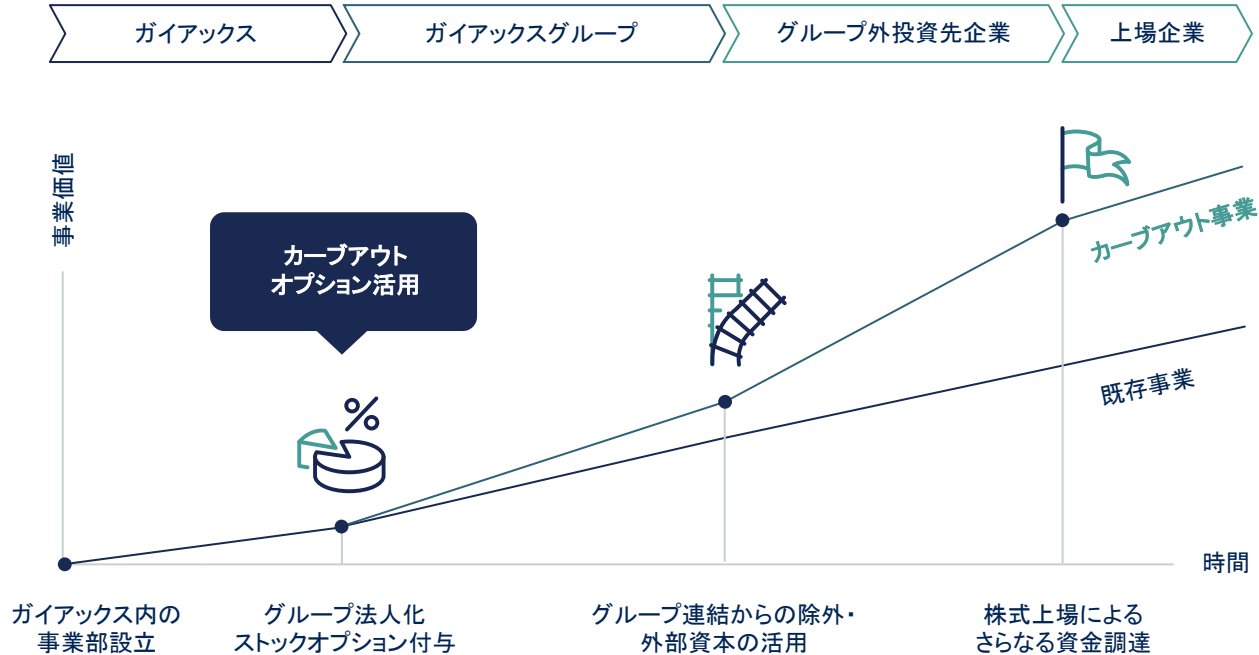 ガイアックス
ガイアックスグループ
グループ外投資先企業
上場企業
事業価値
カーブアウト
オプション活用
%
カーブアウト事業
既存事業
時間
ガイアックス内の
事業部設立
グループ法人化
ストックオプション付与
グループ連結からの除外・
外部資本の活用
株式上場による
さらなる資金調達